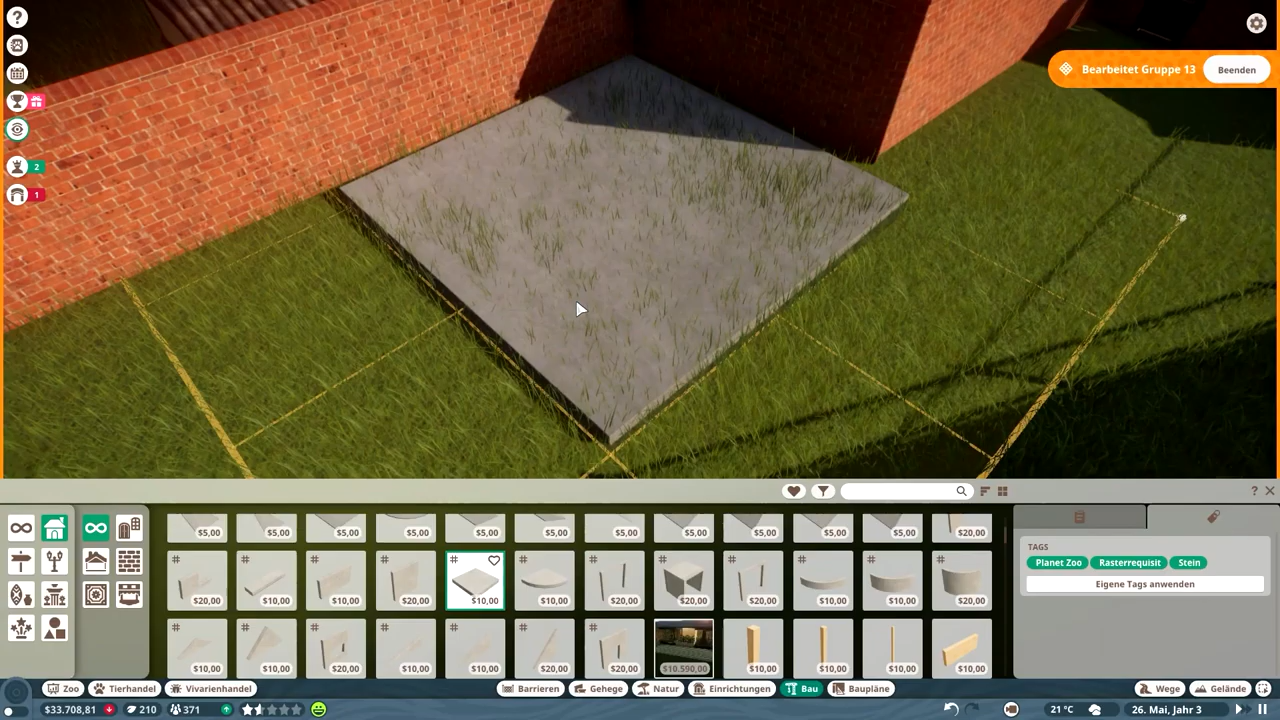 ?
Bearbeitet Gruppe 13
Beenden
2
1
? ×
$5,00 $5,00 $5,00 $5,00 $5,00 $5,00 $5,00 $5,00 $5,00 $5,00 $5,00 $20,00
$20,00 $10,00 $10,00 $20,00 $10,00 $10,00 $20,00 $20,00 $20,00 $10,00 $10,00 $20,00
$10,00 $10,00 $20,00 $10,00 $10,00 $20,00 $20,00 $10.590,00 $10,00 $10,00 $10,00 $10,00
TAGS
Planet Zoo Rasterrequisit Stein
Eigene Tags anwenden
Zoo Tierhandel Vivarienhandel Barrieren Gehege Natur Einrichtungen Bau Baupläne Wege Gelände
$33.708,81 210 371 21 °C 26. Mai, Jahr 3